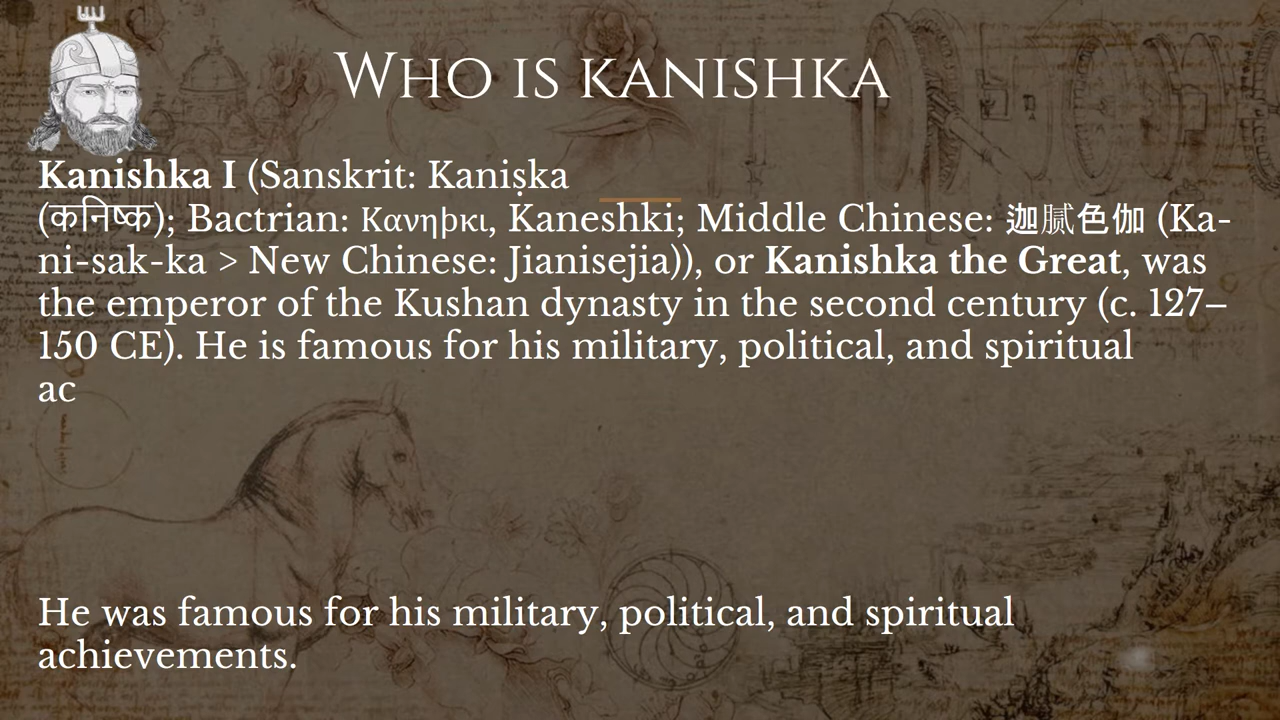 WHO IS KANISHKA
Kanishka I (Sanskrit: Kaniṣka
(कनिष्क); Bactrian: Κανηþκι, Kaneshki; Middle Chinese: 迦腻色伽 (Ka-
ni-sak-ka > New Chinese: Jianisejia)), or Kanishka the Great, was
the emperor of the Kushan dynasty in the second century (c. 127–
150 CE). He is famous for his military, political, and spiritual
ac
He was famous for his military, political, and spiritual
achievements.